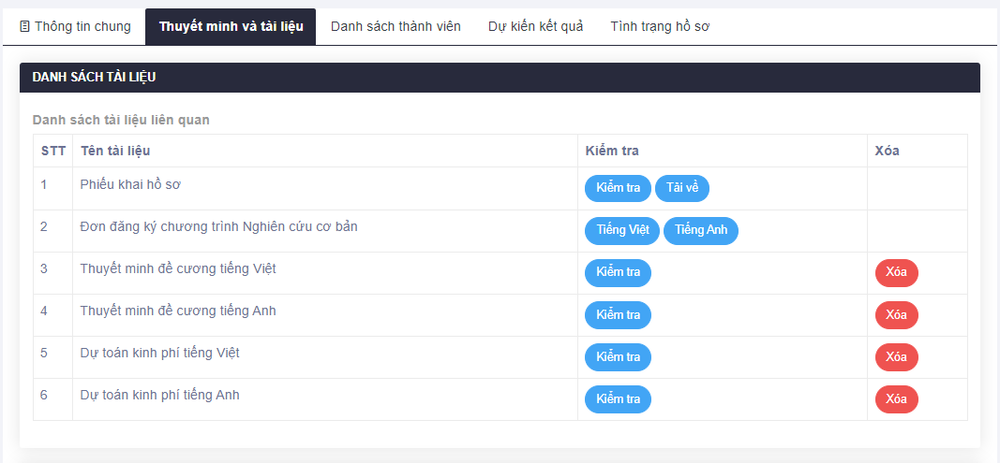 Thông tin chung Thuyết minh và tài liệu Danh sách thành viên Dự kiến kết quả Tình trạng hồ sơ
DANH SÁCH TÀI LIỆU
Danh sách tài liệu liên quan
STT Tên tài liệu Kiểm tra Xóa
1 Phiếu khai hồ sơ Kiểm tra Tải về
2 Đơn đăng ký chương trình Nghiên cứu cơ bản Tiếng Việt Tiếng Anh
3 Thuyết minh đề cương tiếng Việt Kiểm tra Xóa
4 Thuyết minh đề cương tiếng Anh Kiểm tra Xóa
5 Dự toán kinh phí tiếng Việt Kiểm tra Xóa
6 Dự toán kinh phí tiếng Anh Kiểm tra Xóa